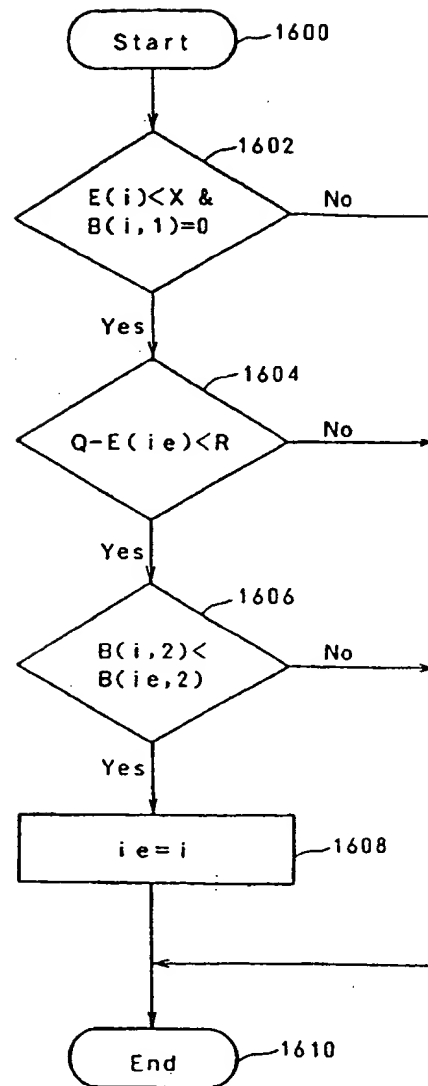 Start
1600
1602
E(i)<X &
B(i,1)=0
No
Yes
1604
Q-E(ie)<R
No
Yes
1606
B(i,2)<
B(ie,2)
No
Yes
ie=i
1608
End
1610